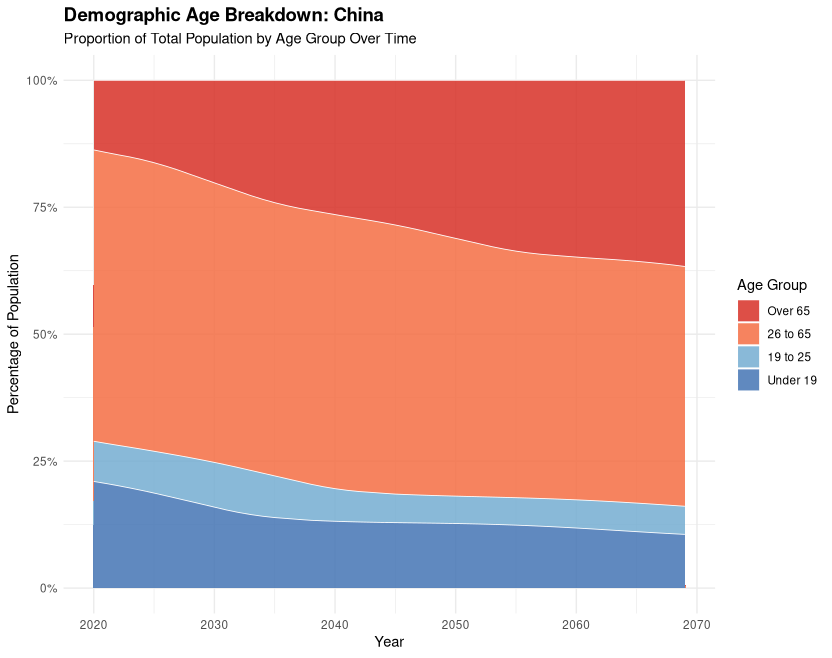 Demographic Age Breakdown: China
Proportion of Total Population by Age Group Over Time
100%
75%
50%
25%
0%
Percentage of Population
2020 2030 2040 2050 2060 2070
Year
Age Group
Over 65
26 to 65
19 to 25
Under 19